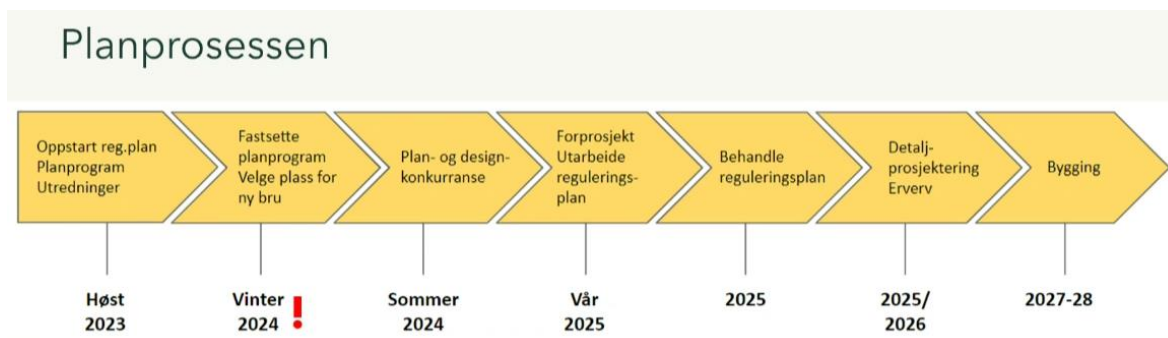 Planprosessen
Oppstart reg.plan
Planprogram
Utredninger
Fastsette
planprogram
Velge plass for
ny bru
Plan- og design-
konkurranse
Forprosjekt
Utarbeide
regulerings-
plan
Behandle
reguleringsplan
Detalj-
prosjektering
Erverv
Bygging
Høst
2023
Vinter
2024 !
Sommer
2024
Vår
2025
2025
2025/
2026
2027-28